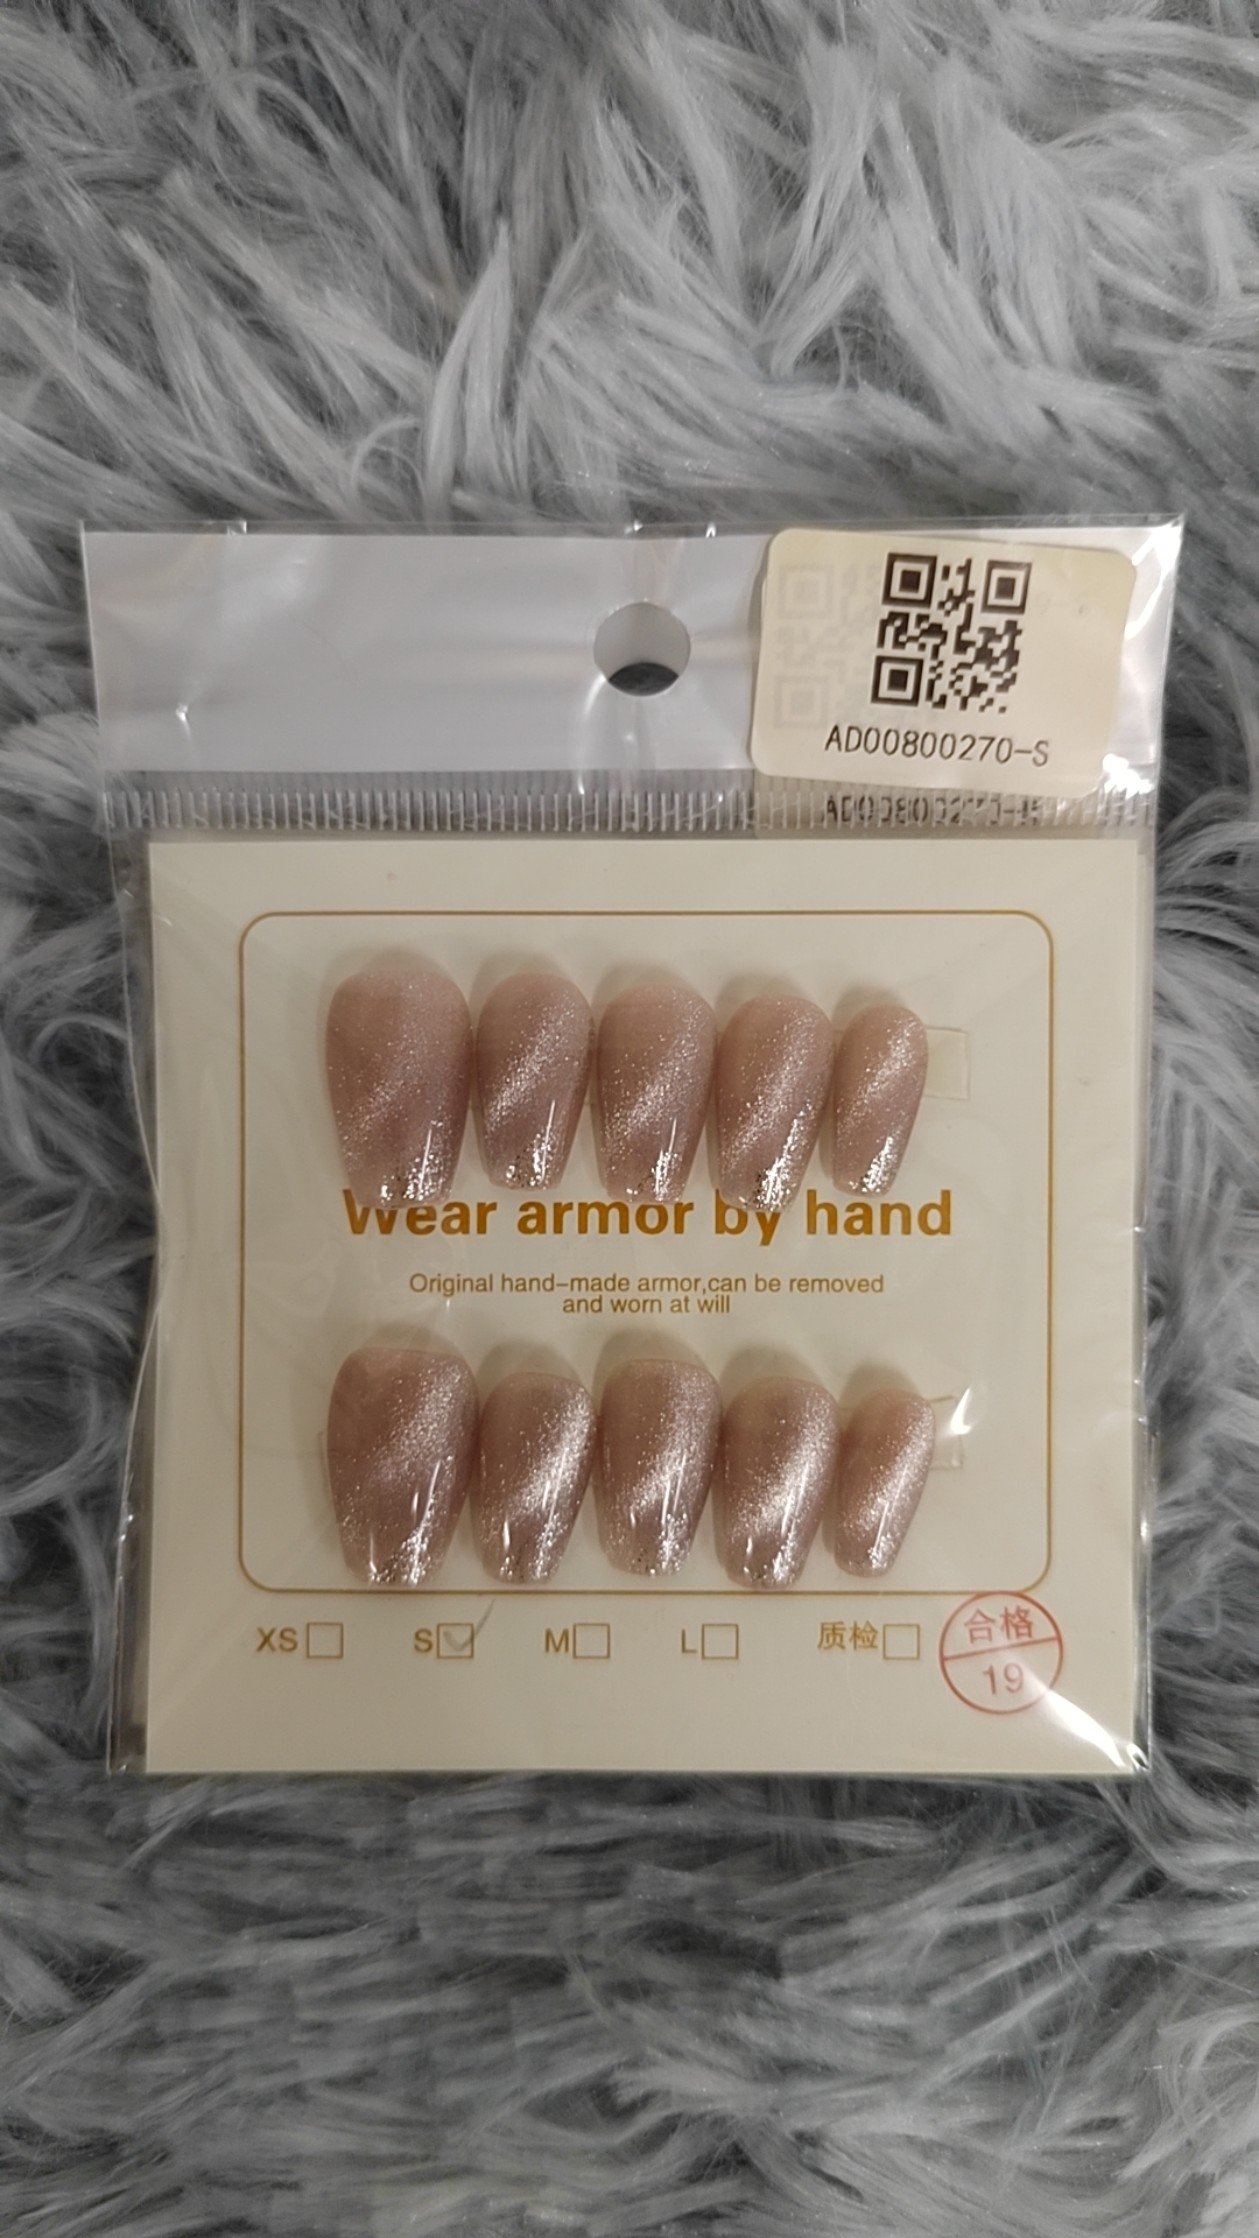 AD00800270-S
Wear armor by hand
Original hand-made armor,can be removed
and worn at will
XS S M L 质检
合格
19